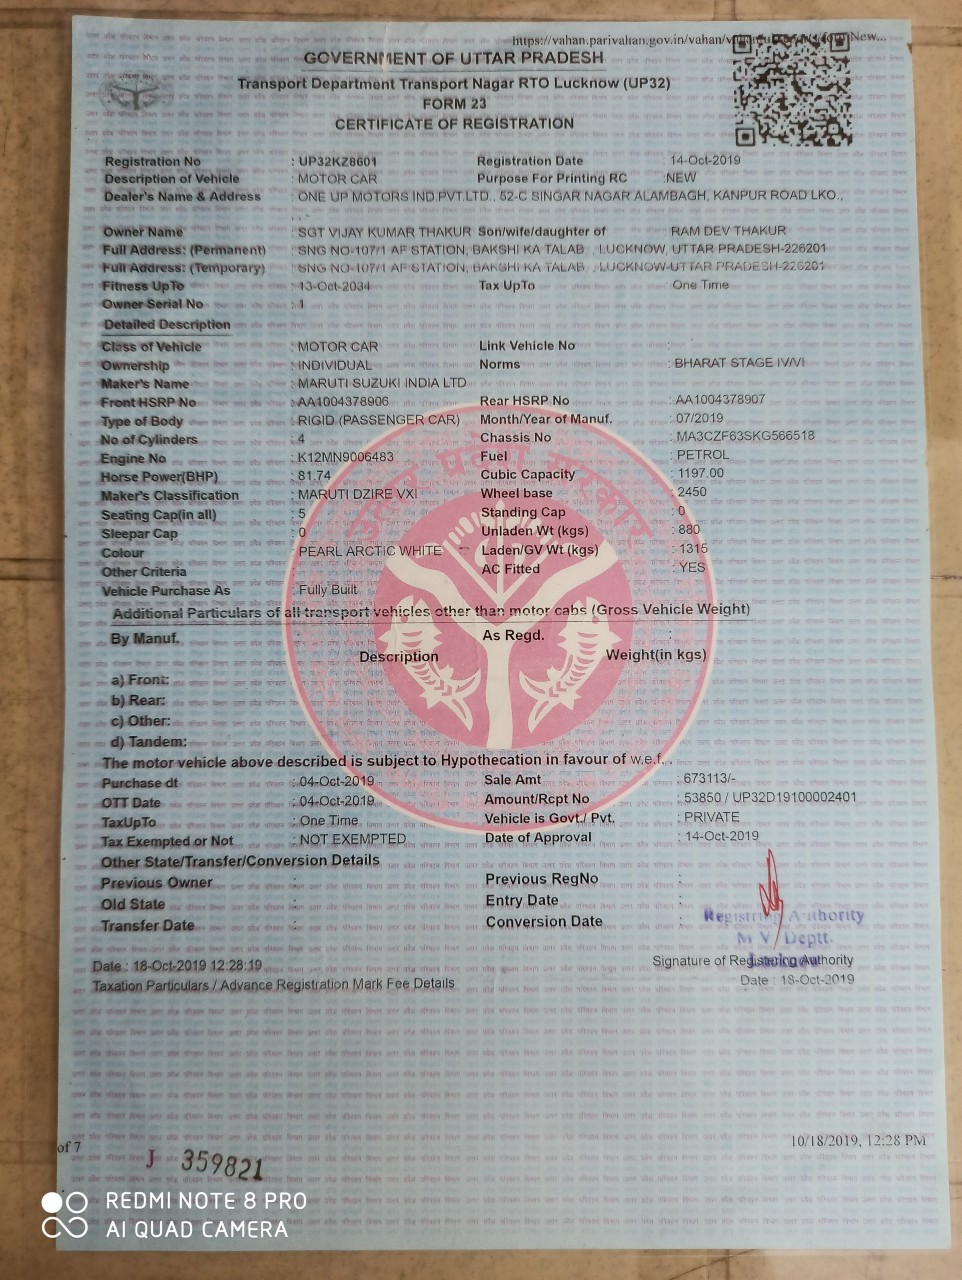 https://vahan.parivahan.gov.in/vahan/
New...
GOVERNMENT OF UTTAR PRADESH
Transport Department Transport Nagar RTO Lucknow (UP32)
FORM 23
CERTIFICATE OF REGISTRATION
Registration No : UP32KZ8601 Registration Date : 14-Oct-2019
Description of Vehicle : MOTOR CAR Purpose For Printing RC :NEW
Dealer's Name & Address : ONE UP MOTORS IND.PVT.LTD., 52-C SINGAR NAGAR ALAMBAGH, KANPUR ROAD LKO.,
, , -
Owner Name : SGT VIJAY KUMAR THAKUR Son/wife/daughter of RAM DEV THAKUR
Full Address: (Permanent) : SNG NO-107/1 AF STATION, BAKSHI KA TALAB , LUCKNOW, UTTAR PRADESH-226201
Full Address: (Temporary) : SNG NO-107/1 AF STATION, BAKSHI KA TALAB , LUCKNOW-UTTAR PRADESH-226201
Fitness UpTo : 13-Oct-2034 Tax UpTo : One Time
Owner Serial No : 1
Detailed Description
Class of Vehicle : MOTOR CAR Link Vehicle No :
Ownership : INDIVIDUAL Norms : BHARAT STAGE IV/VI
Maker's Name : MARUTI SUZUKI INDIA LTD
Front HSRP No : AA1004378906 Rear HSRP No : AA1004378907
Type of Body : RIGID (PASSENGER CAR) Month/Year of Manuf. : 07/2019
No of Cylinders : 4 Chassis No : MA3CZF63SKG566518
Engine No : K12MN9006483 Fuel : PETROL
Horse Power(BHP) : 81.74 Cubic Capacity : 1197.00
Maker's Classification : MARUTI DZIRE VXI Wheel base : 2450
Seating Cap(in all) : 5 Standing Cap : 0
Sleepar Cap : 0 Unladen Wt (kgs) : 880
Colour : PEARL ARCTIC WHITE Laden/GV Wt (kgs) : 1315
Other Criteria AC Fitted : YES
Vehicle Purchase As : Fully Built
Additional Particulars of all transport vehicles other than motor cabs (Gross Vehicle Weight)
By Manuf. : As Regd. :
Description Weight(in kgs)
a) Front:
b) Rear:
c) Other:
d) Tandem:
The motor vehicle above described is subject to Hypothecation in favour of w.e.f. .
Purchase dt : 04-Oct-2019 Sale Amt : 673113/-
OTT Date : 04-Oct-2019 Amount/Rcpt No : 53850 / UP32D19100002401
TaxUpTo : One Time Vehicle is Govt./ Pvt. : PRIVATE
Tax Exempted or Not : NOT EXEMPTED Date of Approval : 14-Oct-2019
Other State/Transfer/Conversion Details
Previous Owner : Previous RegNo :
Old State : Entry Date :
Transfer Date : Conversion Date :
Registring Authority
M V Deptt.
Date : 18-Oct-2019 12:28:19 Signature of Registering Authority
Taxation Particulars / Advance Registration Mark Fee Details Date : 18-Oct-2019
of 7 10/18/2019, 12:28 PM
J 359821
REDMI NOTE 8 PRO
AI QUAD CAMERA